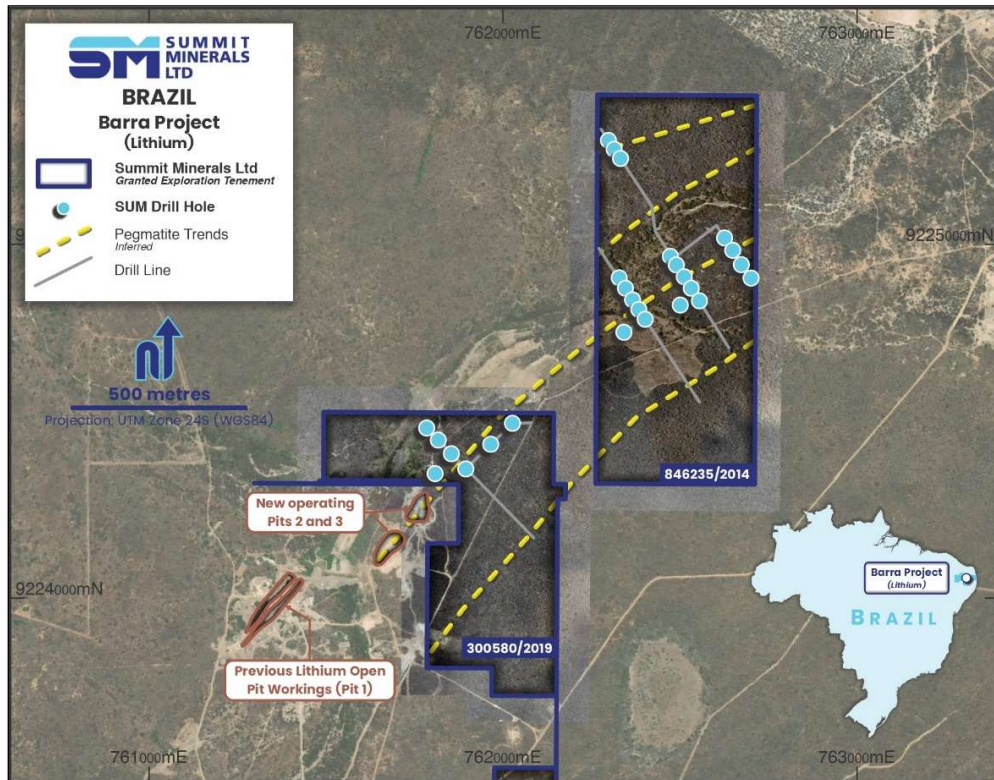 762000mE
763000mE
SM SUMMIT
MINERALS
LTD
BRAZIL
Barra Project
(Lithium)
Summit Minerals Ltd
Granted Exploration Tenement
SUM Drill Hole
Pegmatite Trends
Inferred
Drill Line
9225000mN
n
500 metres
Projection: UTM Zone 24S (WGS84)
846235/2014
New operating
Pits 2 and 3
9224000mN
Barra Project
(Lithium)
BRAZIL
300580/2019
Previous Lithium Open
Pit Workings (Pit 1)
761000mE
762000mE
763000mE